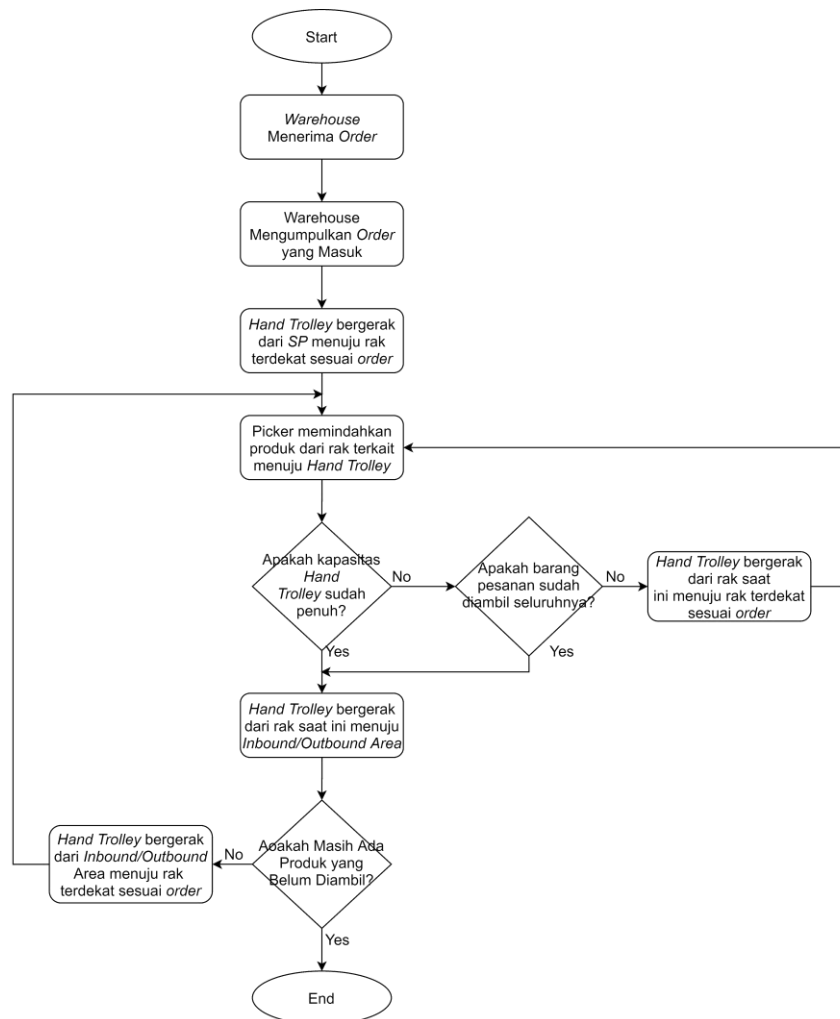 Start
Warehouse
Menerima Order
Warehouse
Mengumpulkan Order
yang Masuk
Hand Trolley bergerak
dari SP menuju rak
terdekat sesuai order
Picker memindahkan
produk dari rak terkait
menuju Hand Trolley
Apakah kapasitas
Hand
Trolley sudah
penuh?
No
Apakah barang
pesanan sudah
diambil seluruhnya?
No
Hand Trolley bergerak
dari rak saat
ini menuju rak terdekat
sesuai order
Yes
Yes
Hand Trolley bergerak
dari rak saat ini menuju
Inbound/Outbound Area
Aoakah Masih Ada
Produk yang
Belum Diambil?
No
Hand Trolley bergerak
dari Inbound/Outbound
Area menuju rak
terdekat sesuai order
Yes
End